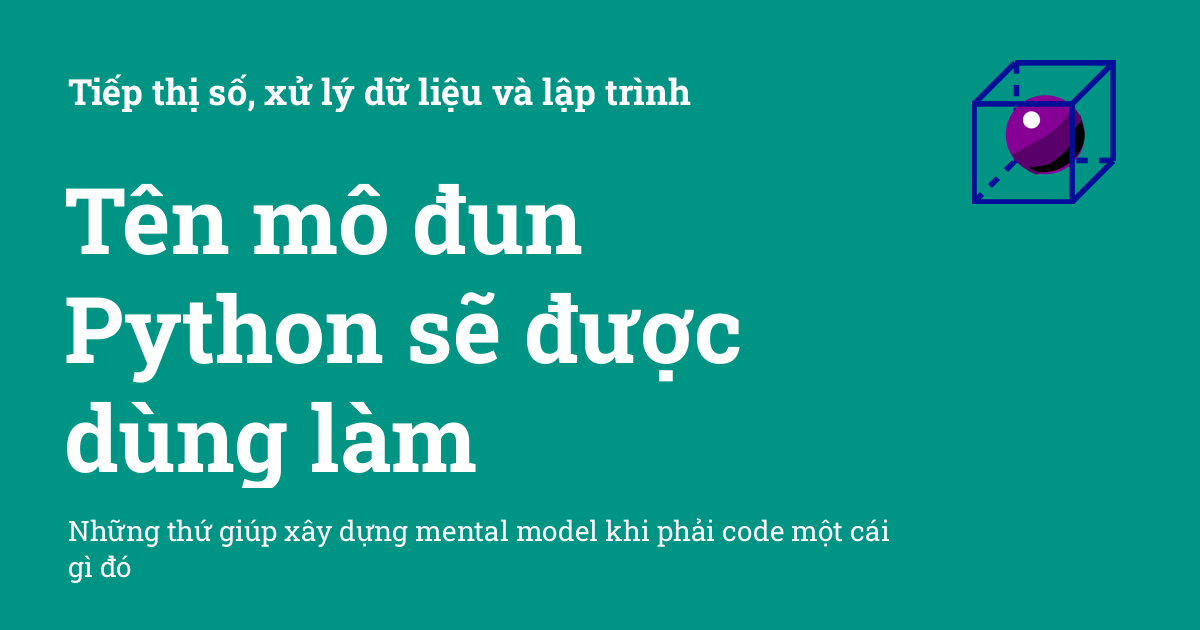 Tiếp thị số, xử lý dữ liệu và lập trình
Tên mô đun
Python sẽ được
dùng làm
Những thứ giúp xây dựng mental model khi phải code một cái
gì đó